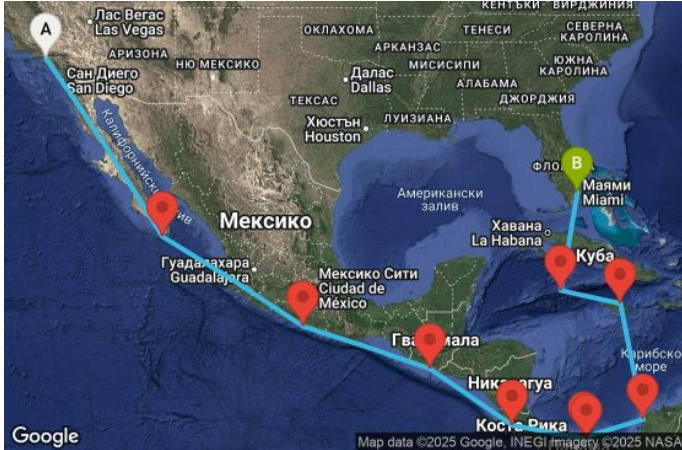 КЕНТЪКИ
ВИРДЖИНИЯ
Лас Вегас
Las Vegas
ОКЛАХОМА
ТЕНЕСИ
СЕВЕРНА
КАРОЛИНА
A
АРИЗОНА
АРКАНЗАС
НЮ МЕКСИКО
МИСИСИПИ
ЮЖНА
КАРОЛИНА
Сан Диего
San Diego
Далас
Dallas
АЛАБАМА
ТЕКСАС
ДЖОРДЖИЯ
Хюстън
Houston
ЛУИЗИАНА
Калифорнийски
B
Маями
Miami
Американски
залив
Мексико
Хавана
La Habana
Куба
Гуадалахара
Guadalajara
Мексико Сити
Ciudad de
México
Карибско
море
Коста Рика
Google
Map data ©2025 Google, INEGI Imagery ©2025 NASA